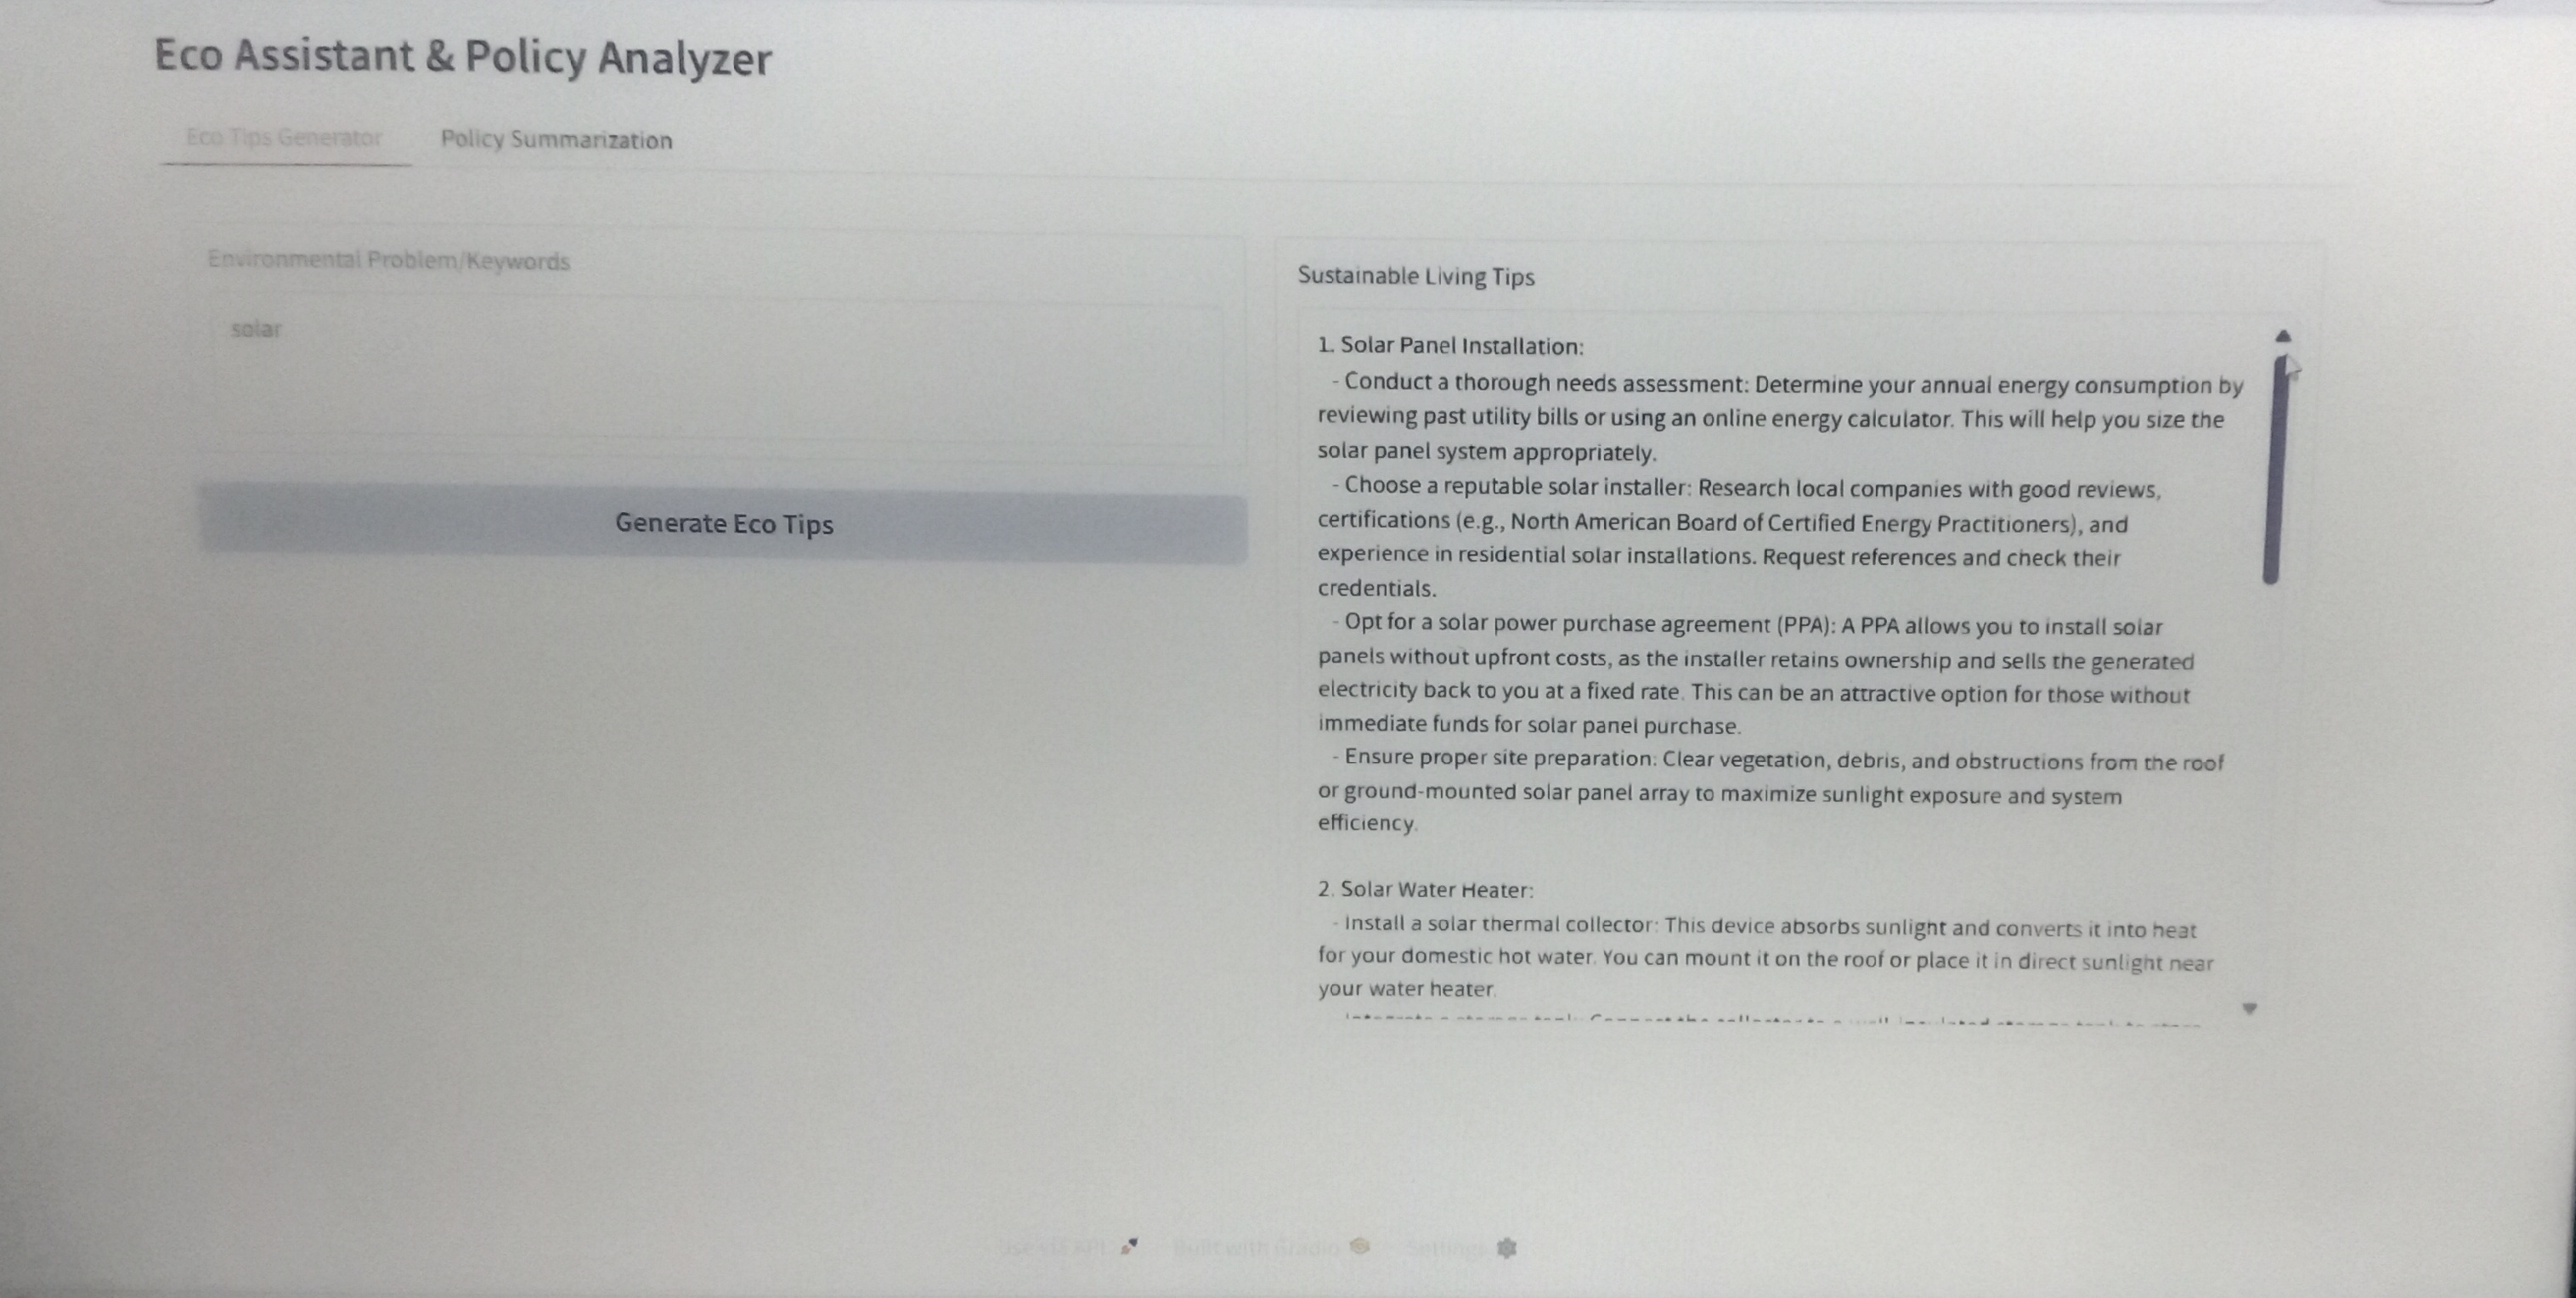 Eco Assistant & Policy Analyzer
Eco Tips Generator
Policy Summarization
Environmental Problem/Keywords
solar
Generate Eco Tips
Sustainable Living Tips
1. Solar Panel Installation:
- Conduct a thorough needs assessment: Determine your annual energy consumption by
reviewing past utility bills or using an online energy calculator. This will help you size the
solar panel system appropriately.
- Choose a reputable solar installer: Research local companies with good reviews,
certifications (e.g., North American Board of Certified Energy Practitioners), and
experience in residential solar installations. Request references and check their
credentials.
- Opt for a solar power purchase agreement (PPA): A PPA allows you to install solar
panels without upfront costs, as the installer retains ownership and sells the generated
electricity back to you at a fixed rate. This can be an attractive option for those without
immediate funds for solar panel purchase.
- Ensure proper site preparation: Clear vegetation, debris, and obstructions from the roof
or ground-mounted solar panel array to maximize sunlight exposure and system
efficiency.
2. Solar Water Heater:
- Install a solar thermal collector: This device absorbs sunlight and converts it into heat
for your domestic hot water. You can mount it on the roof or place it in direct sunlight near
your water heater.
Built with Gradio
Settings